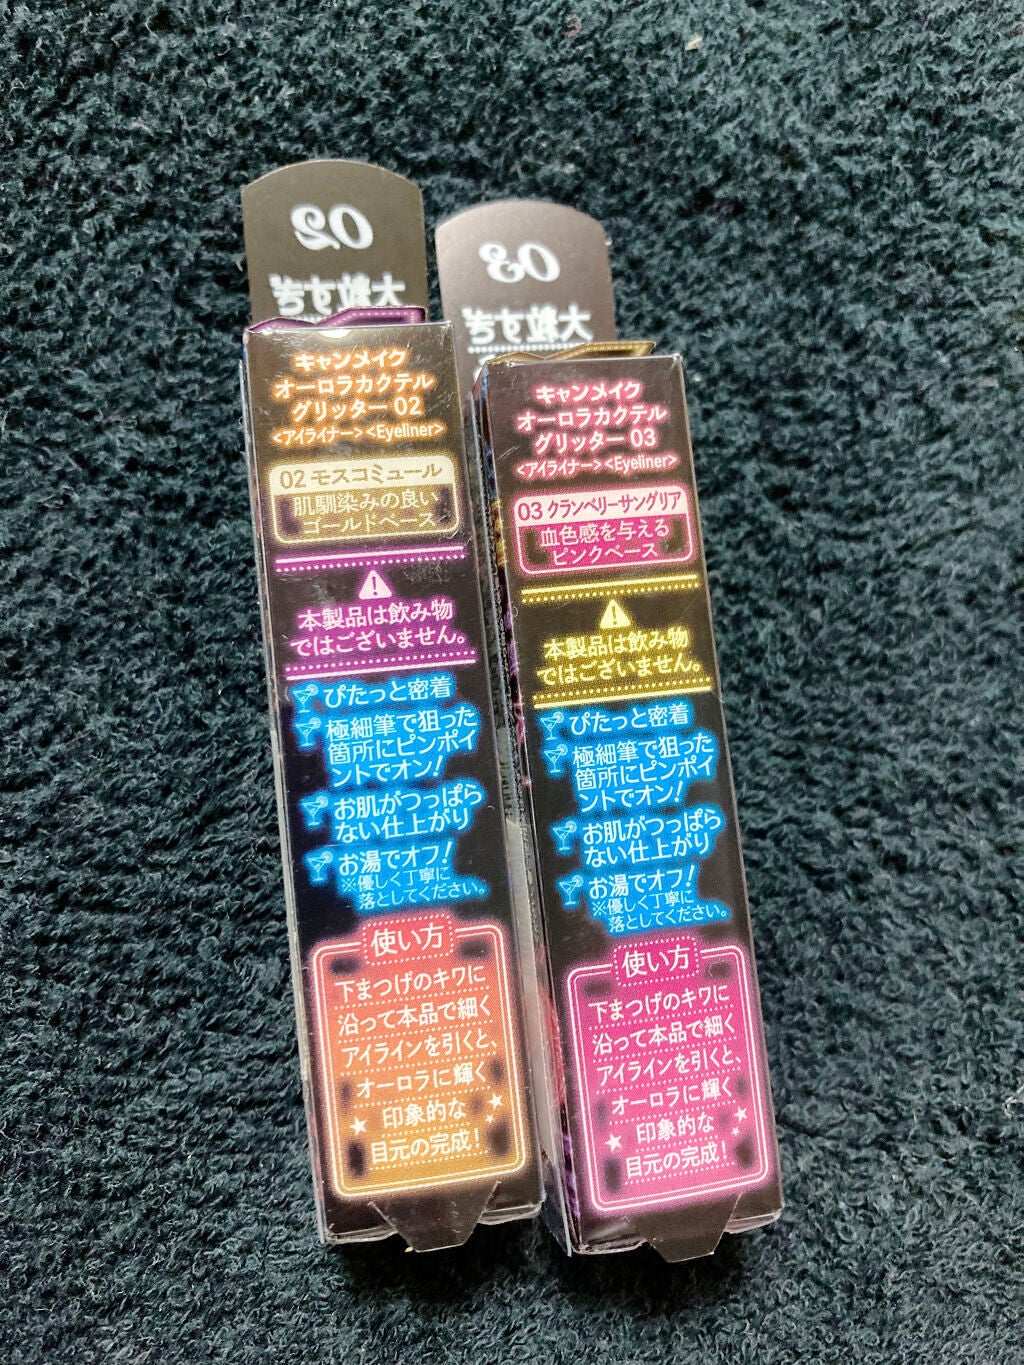 02
大粒すぎ
キャンメイク
オーロラカクテル
グリッター 02
<アイライナー><Eyeliner>
02 モスコミュール
肌馴染みの良い
ゴールドベース
本製品は飲み物
ではございません。
ぴたっと密着
極細筆で狙った
箇所にピンポイ
ントでオン!
お肌がつっぱら
ない仕上がり
お湯でオフ!
※優しく丁寧に
落としてください。
使い方
下まつげのキワに
沿って本品で細く
アイラインを引くと、
オーロラに輝く
印象的な
目元の完成!
03
大粒すぎ
キャンメイク
オーロラカクテル
グリッター 03
<アイライナー><Eyeliner>
03 クランベリーサングリア
血色感を与える
ピンクベース
本製品は飲み物
ではございません。
ぴたっと密着
極細筆で狙った
箇所にピンポイ
ントでオン!
お肌がつっぱら
ない仕上がり
お湯でオフ!
※優しく丁寧に
落としてください。
使い方
下まつげのキワに
沿って本品で細く
アイラインを引くと、
オーロラに輝く
印象的な
目元の完成!